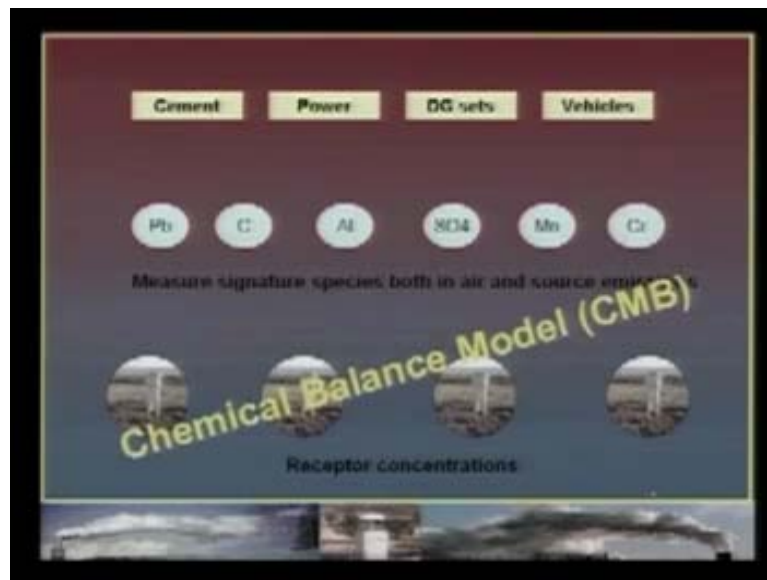 Cement Power DG sets Vehicles
Pb C Al SO4 Mn Cr
Measure signature species both in air and source emissions
Chemical Balance Model (CMB)
Receptor concentrations